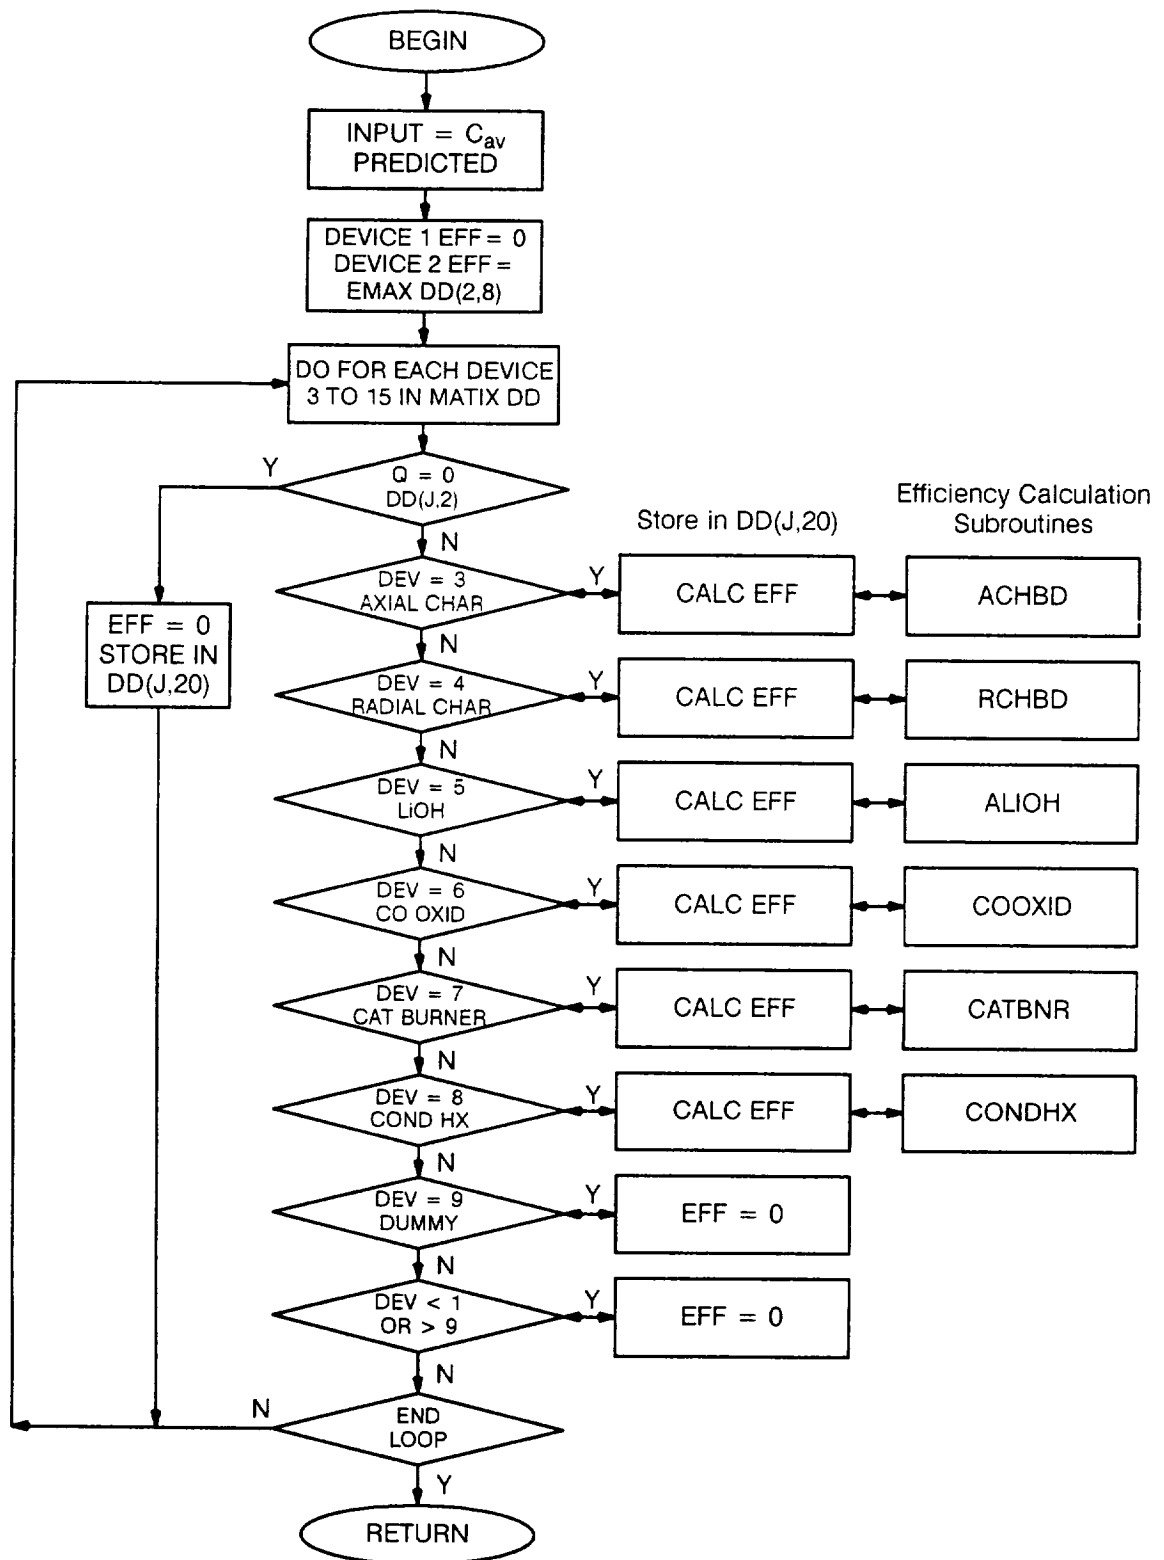 BEGIN
INPUT = Cav
PREDICTED
DEVICE 1 EFF = 0
DEVICE 2 EFF =
EMAX DD(2,8)
DO FOR EACH DEVICE
3 TO 15 IN MATIX DD
Y
Q = 0
DD(J,2)
N
Store in DD(J,20)
Efficiency Calculation
Subroutines
DEV = 3
AXIAL CHAR
Y
CALC EFF
ACHBD
N
EFF = 0
STORE IN
DD(J,20)
DEV = 4
RADIAL CHAR
Y
CALC EFF
RCHBD
N
DEV = 5
LiOH
Y
CALC EFF
ALIOH
N
DEV = 6
CO OXID
Y
CALC EFF
COOXID
N
DEV = 7
CAT BURNER
Y
CALC EFF
CATBNR
N
DEV = 8
COND HX
Y
CALC EFF
CONDHX
N
DEV = 9
DUMMY
Y
EFF = 0
N
DEV < 1
OR > 9
Y
EFF = 0
N
N
END
LOOP
Y
RETURN